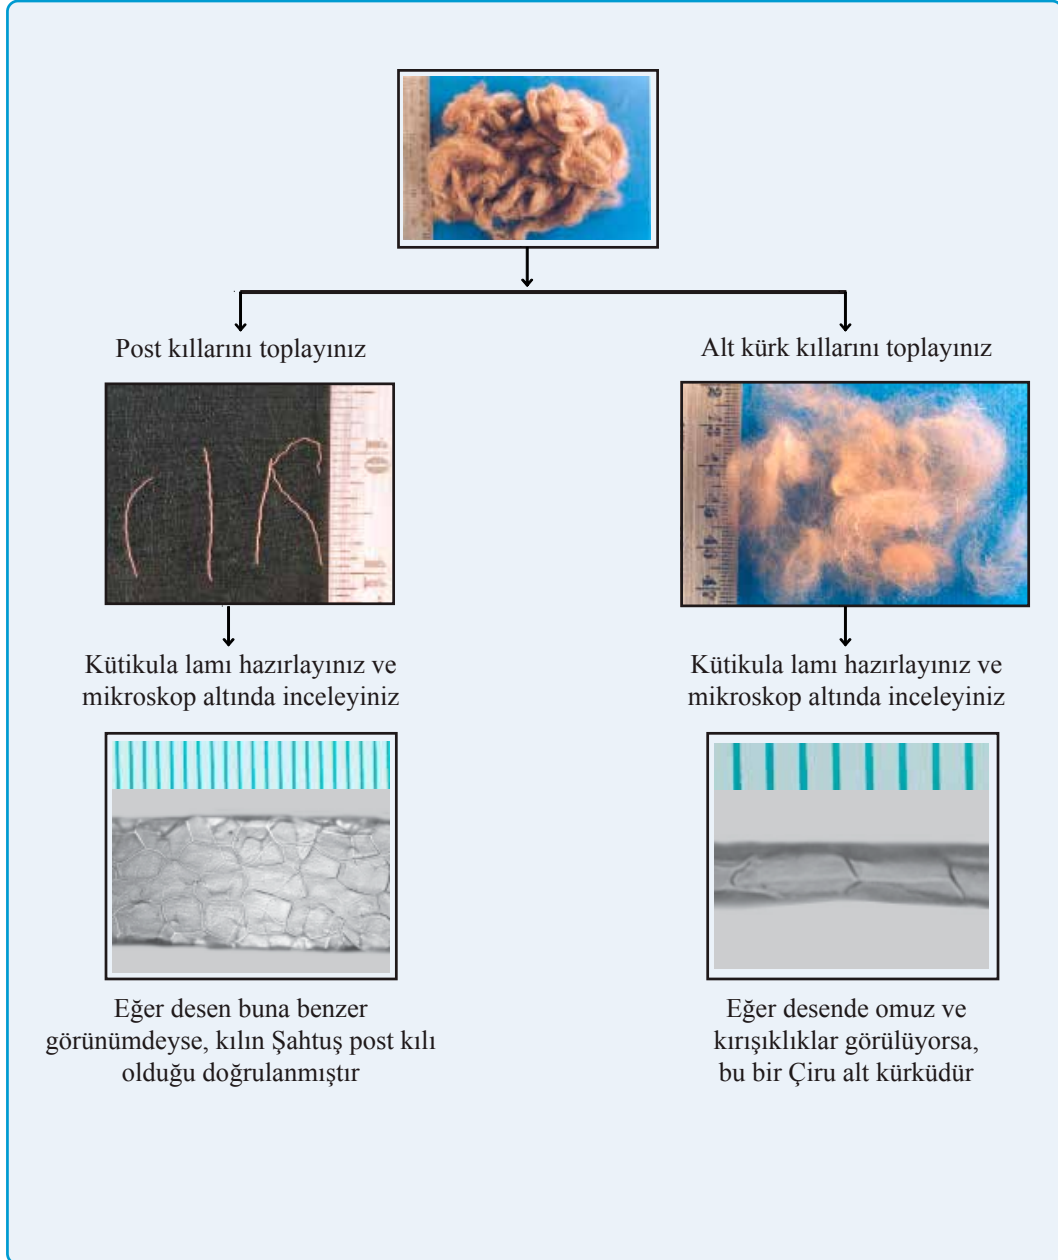 Post kıllarını toplayınız
Alt kürk kıllarını toplayınız
Kütikula lamı hazırlayınız ve
mikroskop altında inceleyiniz
Kütikula lamı hazırlayınız ve
mikroskop altında inceleyiniz
Eğer desen buna benzer
görünümdeyse, kılın Şahtuş post kılı
olduğu doğrulanmıştır
Eğer desende omuz ve
kırışıklıklar görülüyorsa,
bu bir Çiru alt kürküdür